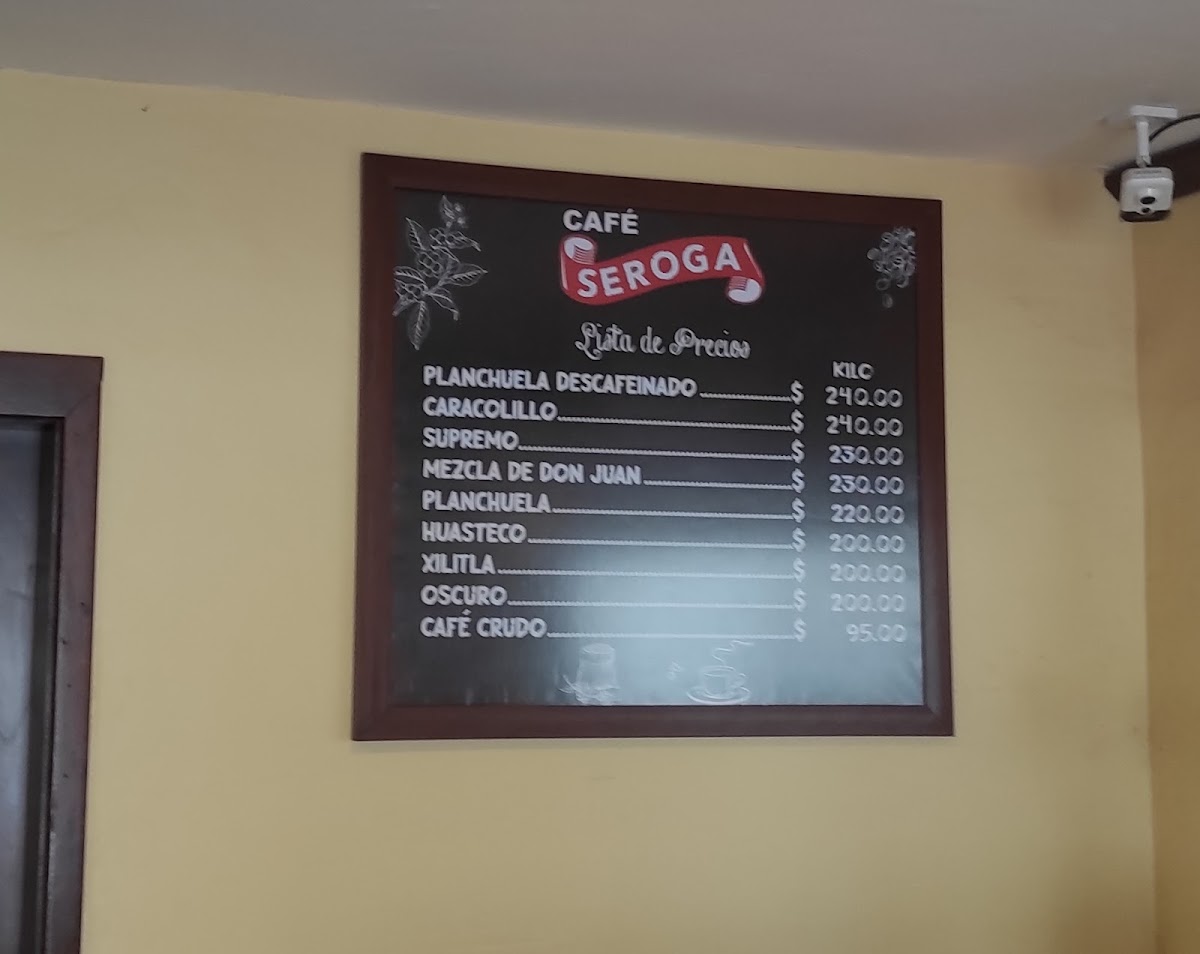 CAFÉ
SEROGA
Lista de Precios
KILO
PLANCHUELA DESCAFEINADO $ 240.00
CARACOLILLO $ 240.00
SUPREMO $ 230.00
MEZCLA DE DON JUAN $ 230.00
PLANCHUELA $ 220.00
HUASTECO $ 200.00
XILITLA $ 200.00
OSCURO $ 200.00
CAFÉ CRUDO $ 95.00